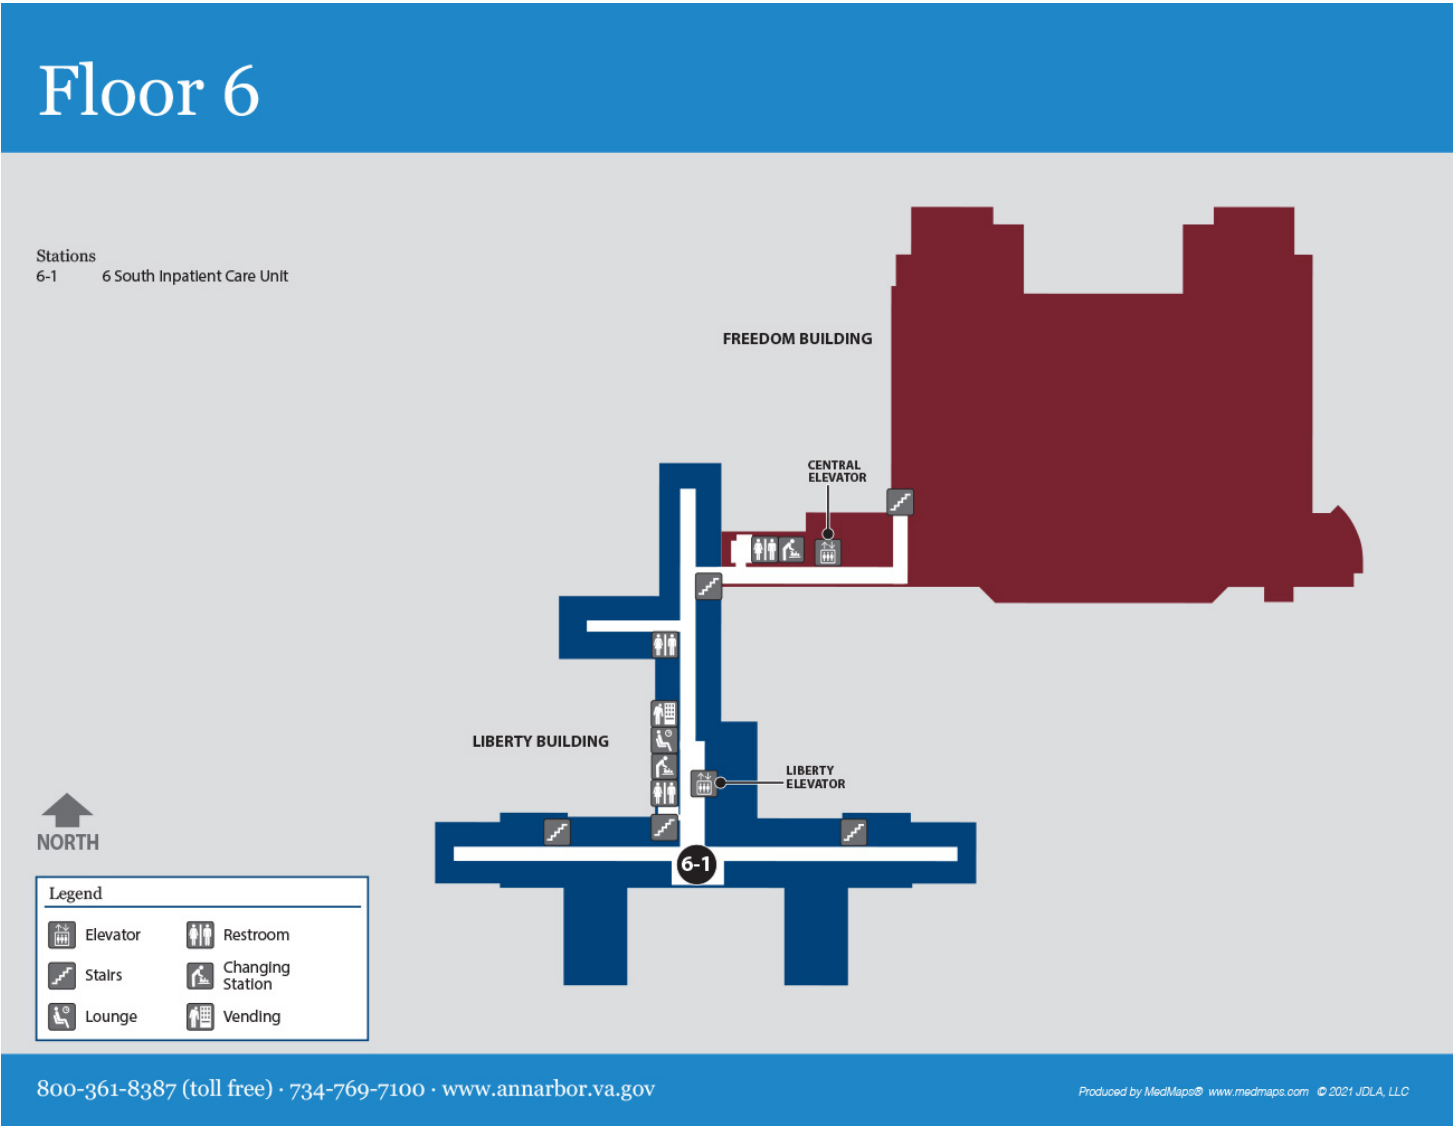 Floor 6
Stations
6-1 6 South Inpatient Care Unit
FREEDOM BUILDING
CENTRAL
ELEVATOR
LIBERTY BUILDING
LIBERTY
ELEVATOR
6-1
NORTH
Legend
Elevator
Restroom
Stairs
Changing
Station
Lounge
Vending
800-361-8387 (toll free) · 734-769-7100 · www.annarbor.va.gov
Produced by MedMaps® www.medmaps.com © 2021 JDLA, LLC